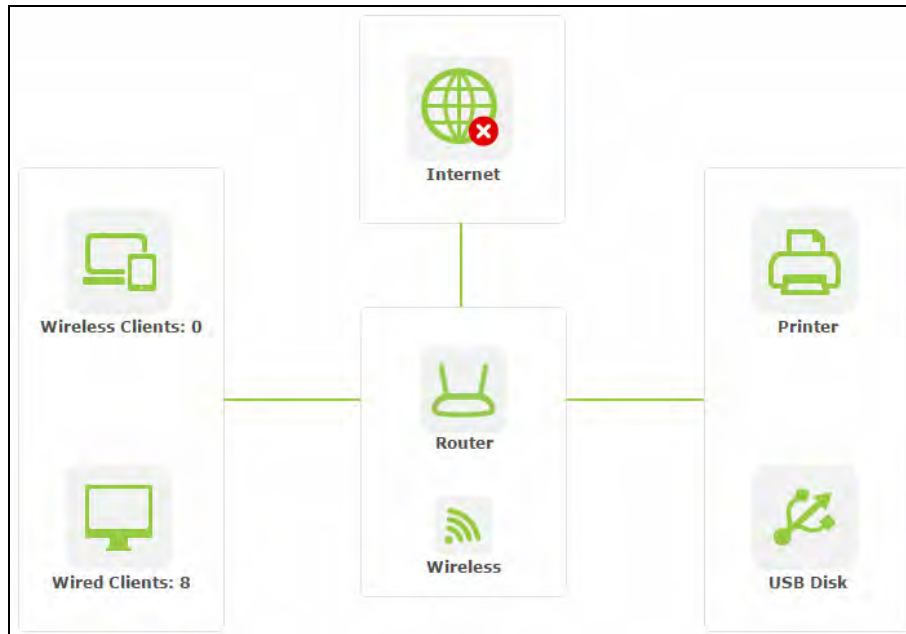 Internet
Wireless Clients: 0
Printer
Router
Wireless
Wired Clients: 8
USB Disk